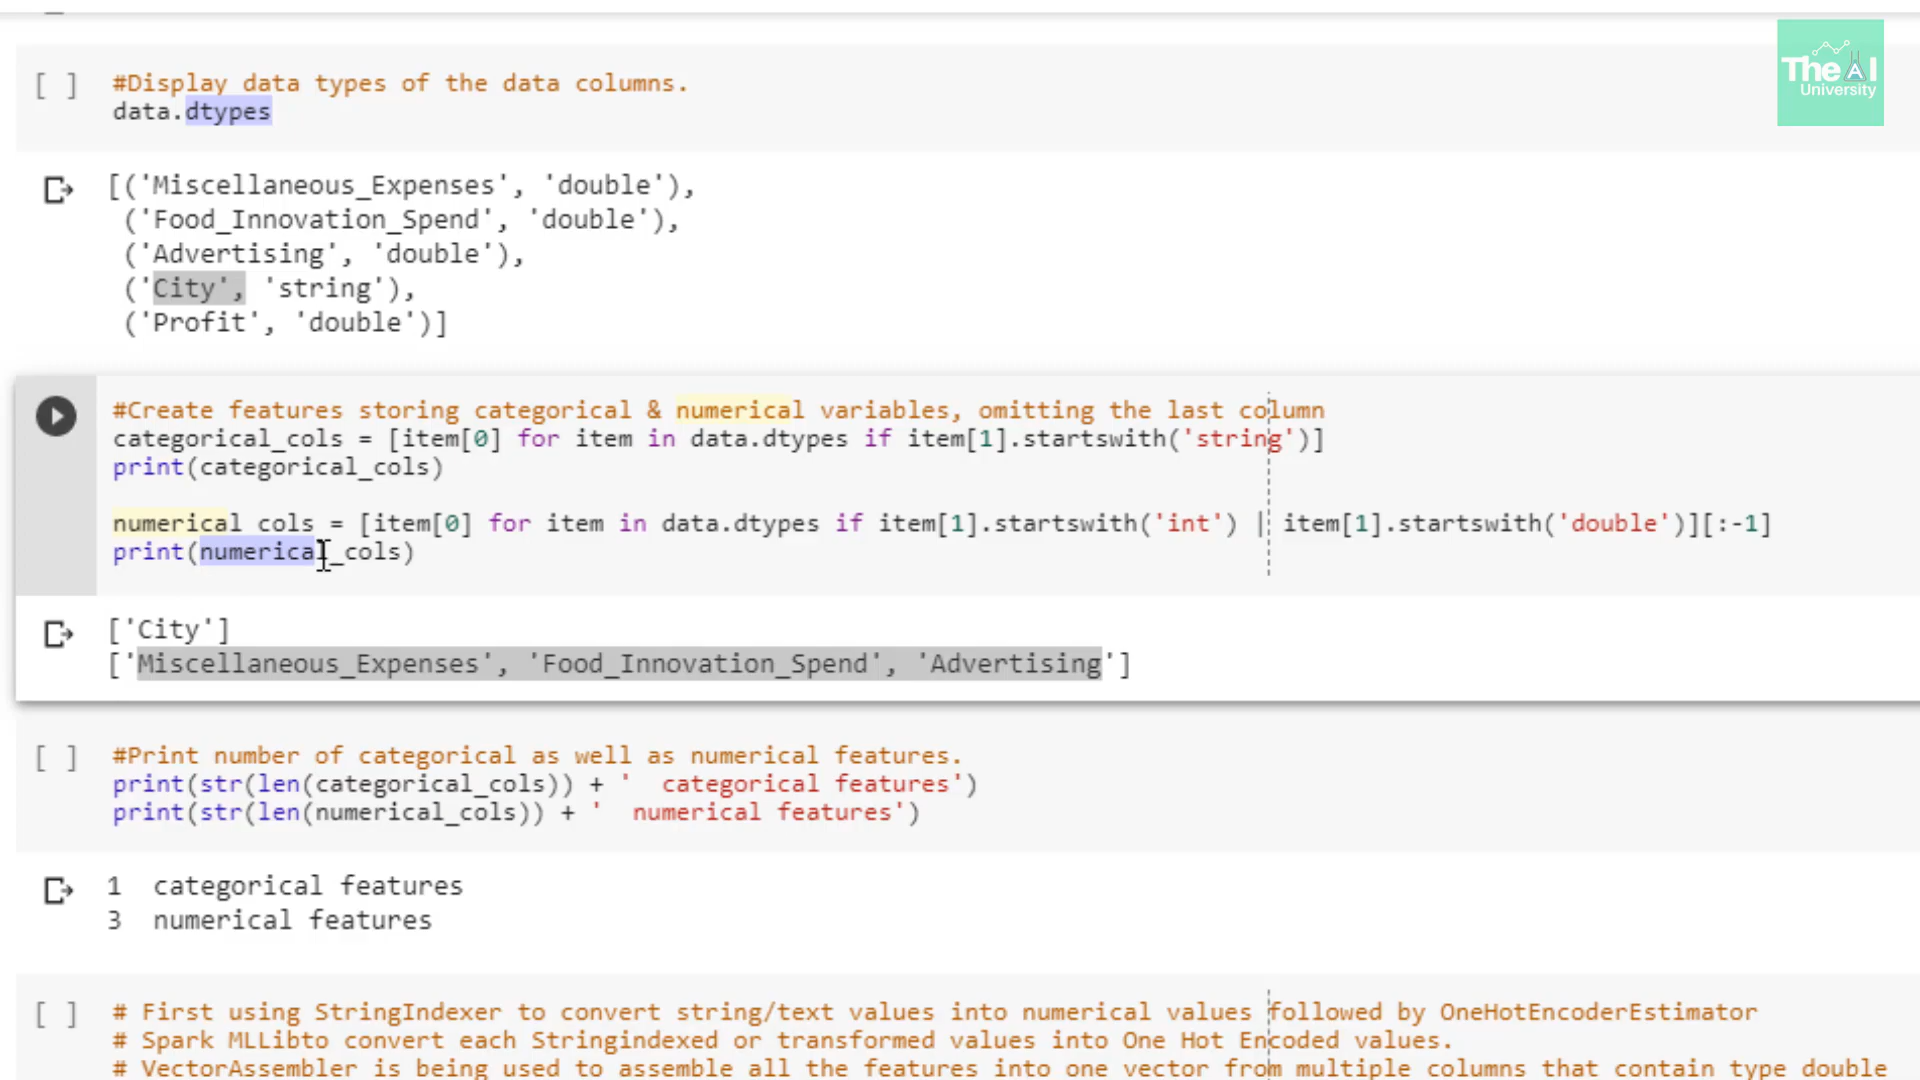 The AI
University
[ ] #Display data types of the data columns.
data.dtypes
[('Miscellaneous_Expenses', 'double'),
('Food_Innovation_Spend', 'double'),
('Advertising', 'double'),
('City', 'string'),
('Profit', 'double')]
#Create features storing categorical & numerical variables, omitting the last column
categorical_cols = [item[0] for item in data.dtypes if item[1].startswith('string')]
print(categorical_cols)
numerical_cols = [item[0] for item in data.dtypes if item[1].startswith('int') | item[1].startswith('double')][:-1]
print(numerical_cols)
['City']
['Miscellaneous_Expenses', 'Food_Innovation_Spend', 'Advertising']
[ ] #Print number of categorical as well as numerical features.
print(str(len(categorical_cols)) + '  categorical features')
print(str(len(numerical_cols)) + '  numerical features')
1  categorical features
3  numerical features
[ ] # First using StringIndexer to convert string/text values into numerical values followed by OneHotEncoderEstimator
# Spark MLLibto convert each Stringindexed or transformed values into One Hot Encoded values.
# VectorAssembler is being used to assemble all the features into one vector from multiple columns that contain type double